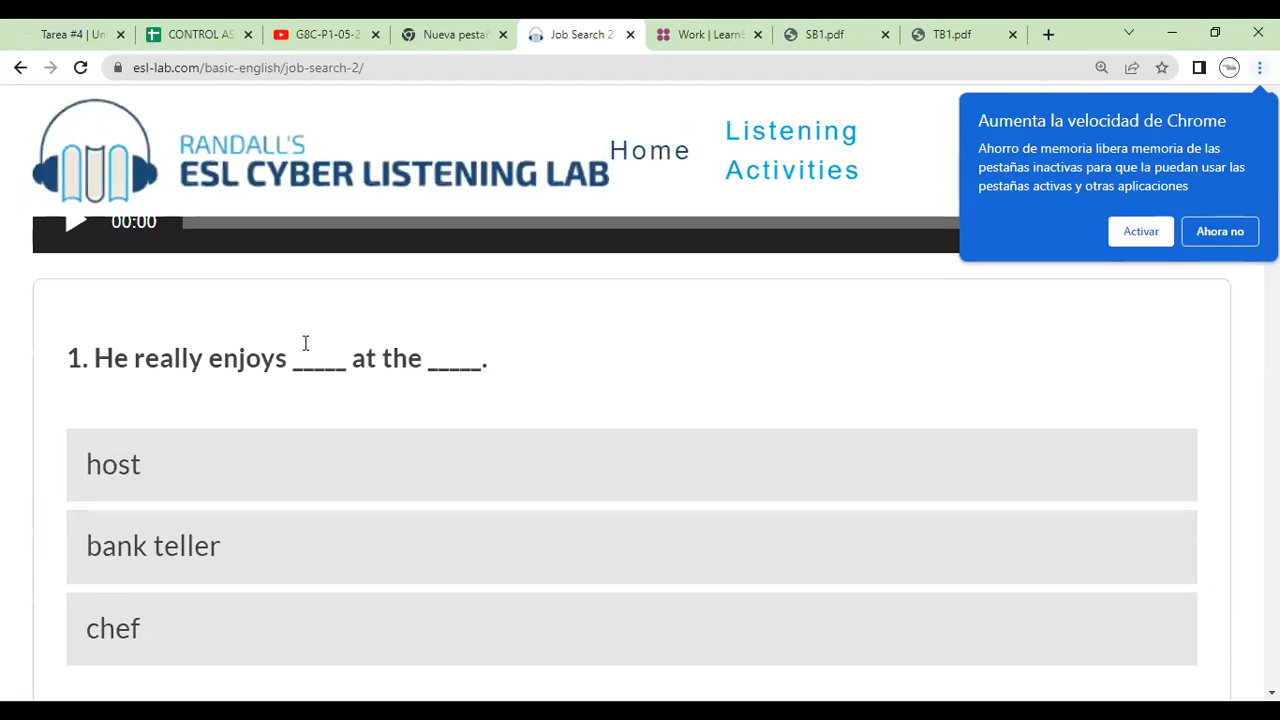 Tarea #4 | Uni
CONTROL AS
G8C-P1-05-2
Nueva pesta
Job Search 2
Work | LearnE
SB1.pdf
TB1.pdf
esl-lab.com/basic-english/job-search-2/
RANDALL'S
ESL CYBER LISTENING LAB
Home
Listening
Activities
Aumenta la velocidad de Chrome
Ahorro de memoria libera memoria de las
pestañas inactivas para que la puedan usar las
pestañas activas y otras aplicaciones
Activar
Ahora no
00:00
1. He really enjoys _____ at the _____.
host
bank teller
chef